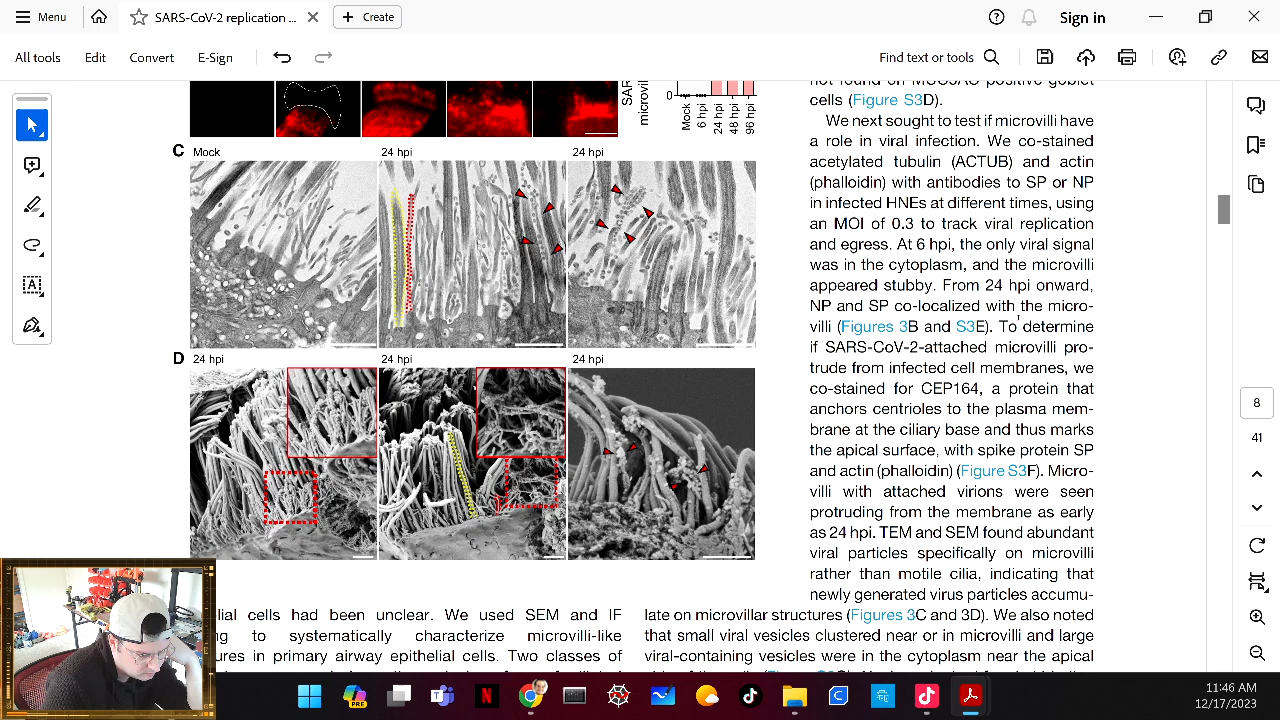 Menu
SARS-CoV-2 replication ...
Create
Sign in
All tools
Edit
Convert
E-Sign
Find text or tools
0
Mock
6 hpi
24 hpi
48 hpi
96 hpi
microvil
C
Mock
24 hpi
24 hpi
D
24 hpi
24 hpi
24 hpi
cells (Figure S3D).
We next sought to test if microvilli have
a role in viral infection. We co-stained
acetylated tubulin (ACTUB) and actin
(phalloidin) with antibodies to SP or NP
in infected HNEs at different times, using
an MOI of 0.3 to track viral replication
and egress. At 6 hpi, the only viral signal
was in the cytoplasm, and the microvilli
appeared stubby. From 24 hpi onward,
NP and SP co-localized with the micro-
villi (Figures 3B and S3E). To determine
if SARS-CoV-2-attached microvilli pro-
trude from infected cell membranes, we
co-stained for CEP164, a protein that
anchors centrioles to the plasma mem-
brane at the ciliary base and thus marks
the apical surface, with spike protein SP
and actin (phalloidin) (Figure S3F). Micro-
villi with attached virions were seen
protruding from the membrane as early
as 24 hpi. TEM and SEM found abundant
viral particles specifically on microvilli
rather than motile cilia, indicating that
newly generated virus particles accumu-
lial cells had been unclear. We used SEM and IF
to systematically characterize microvilli-like
ures in primary airway epithelial cells. Two classes of
late on microvillar structures (Figures 3C and 3D). We also noted
that small viral vesicles clustered near or in microvilli and large
viral-containing vesicles were in the cytoplasm near the apical
8
41
PRE
11:46 AM
12/17/2023